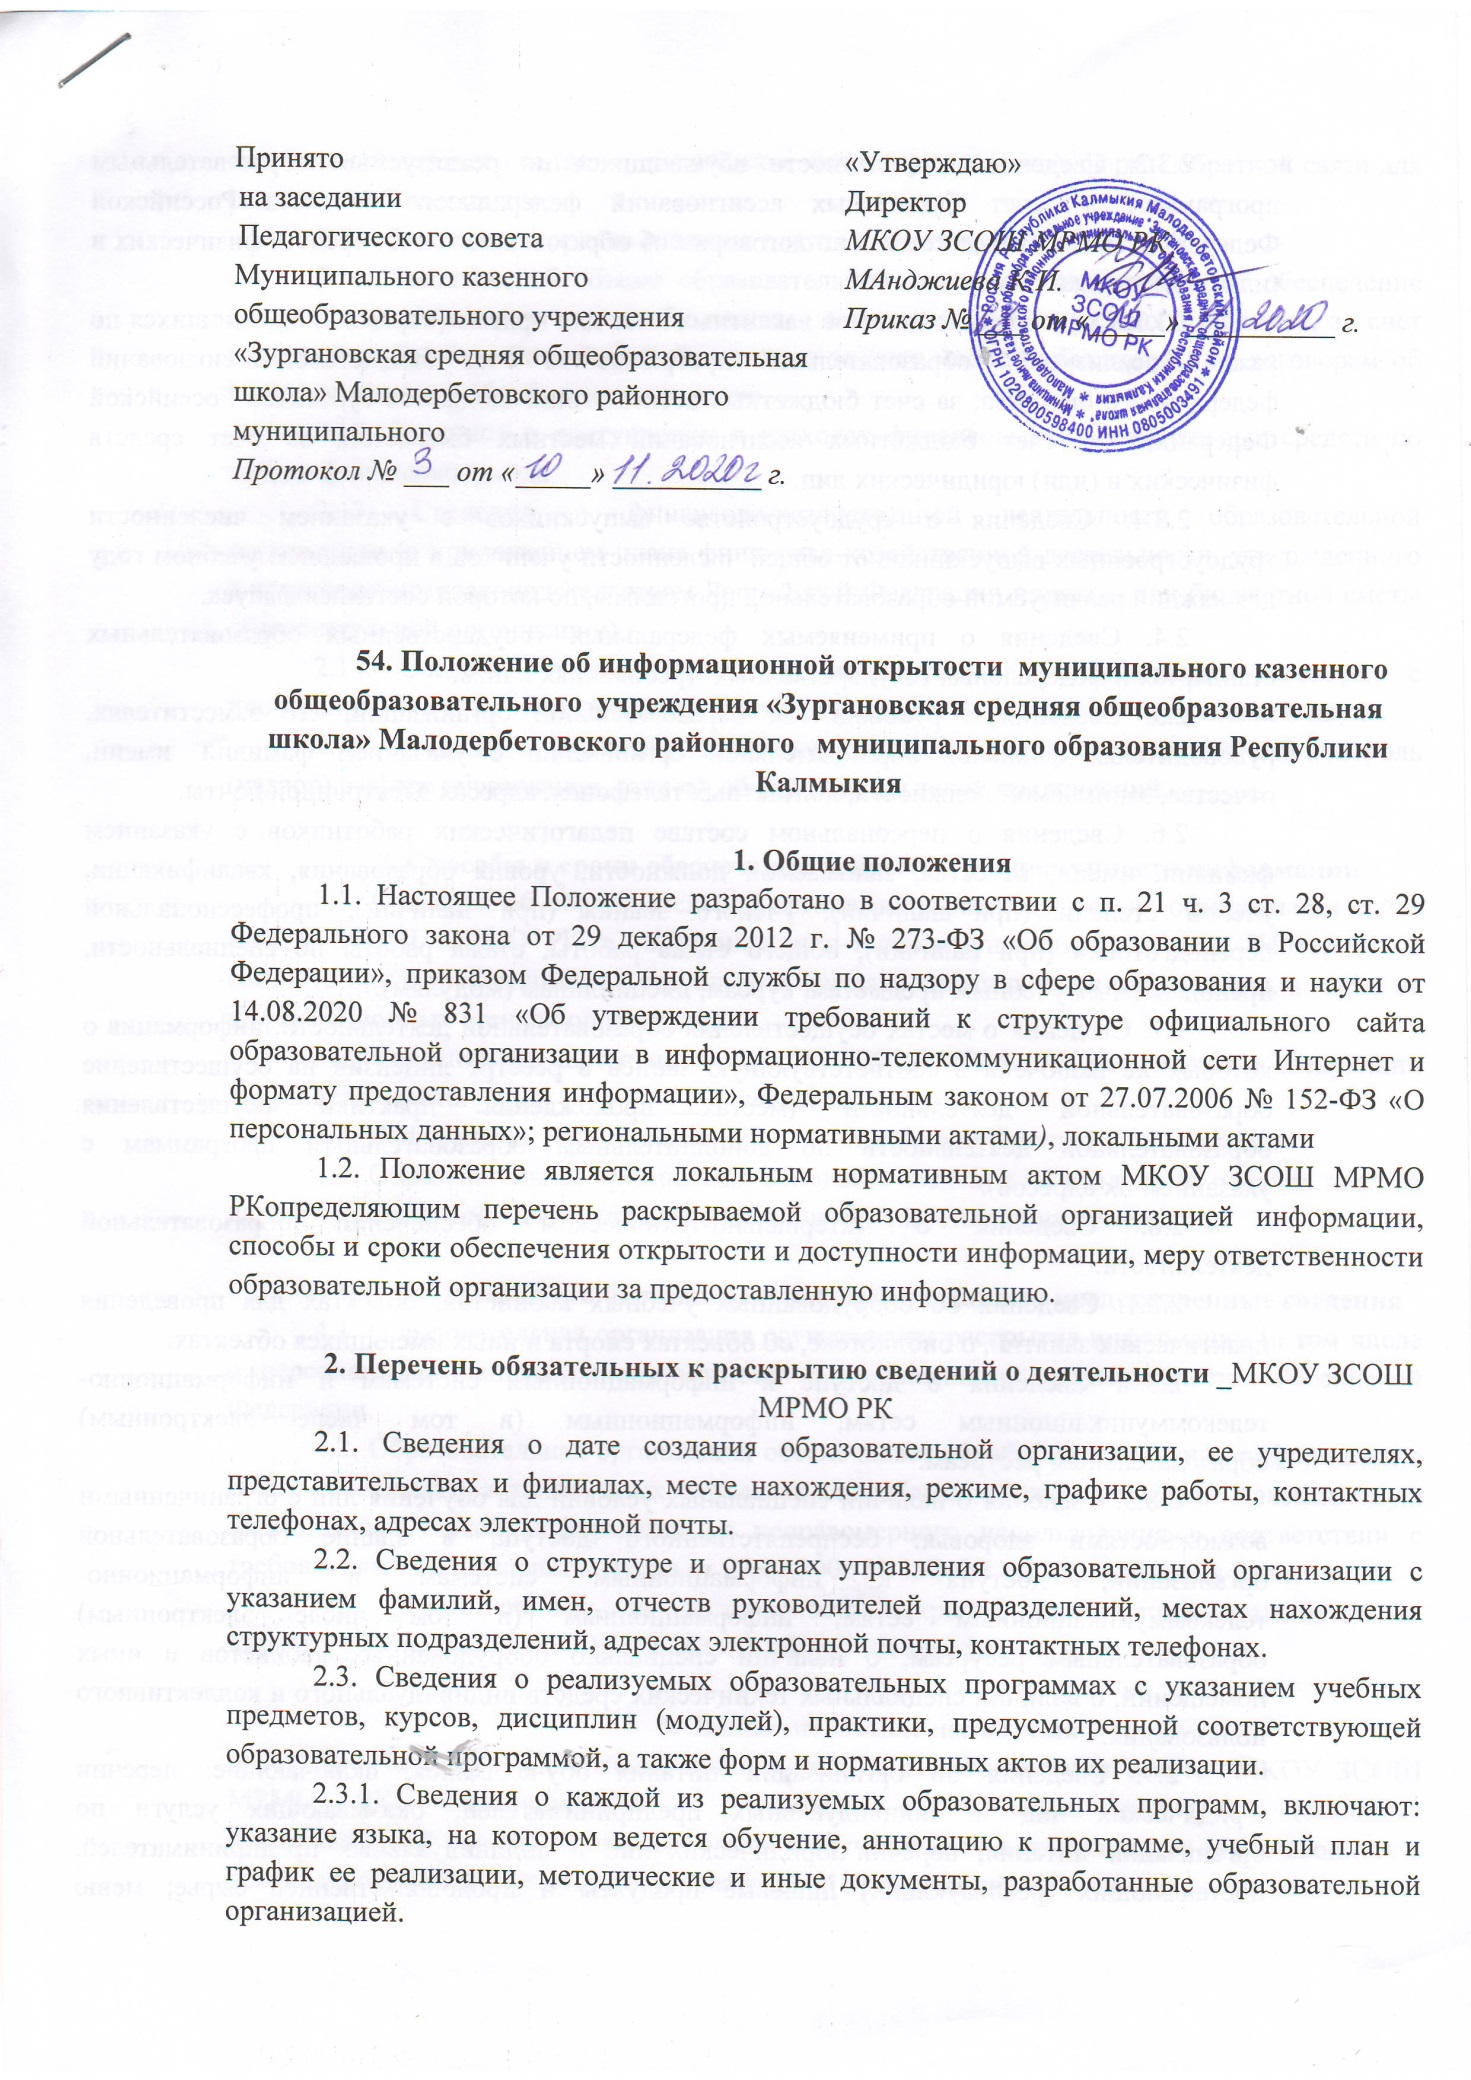 Принято
на заседании
Педагогического совета
Муниципального казенного
общеобразовательного учреждения
«Зургановская средняя общеобразовательная
школа» Малодербетовского районного
муниципального
Протокол № 3 от «10» 11.2020г г.
«Утверждаю»
Директор
МКОУ ЗСОШ МРМО РК
МАнджиева К.И.
Приказ № от « » 2020 г.
МКОУ
ЗСОШ
МРМО РК
Республика Калмыкия Малодербетовский район
ОГРН 1020800598400 ИНН 0805003491
54. Положение об информационной открытости муниципального казенного
общеобразовательного учреждения «Зургановская средняя общеобразовательная
школа» Малодербетовского районного муниципального образования Республики
Калмыкия
1. Общие положения
1.1. Настоящее Положение разработано в соответствии с п. 21 ч. 3 ст. 28, ст. 29
Федерального закона от 29 декабря 2012 г. № 273-ФЗ «Об образовании в Российской
Федерации», приказом Федеральной службы по надзору в сфере образования и науки от
14.08.2020 № 831 «Об утверждении требований к структуре официального сайта
образовательной организации в информационно-телекоммуникационной сети Интернет и
формату предоставления информации», Федеральным законом от 27.07.2006 № 152-ФЗ «О
персональных данных»; региональными нормативными актами), локальными актами
1.2. Положение является локальным нормативным актом МКОУ ЗСОШ МРМО
РКопределяющим перечень раскрываемой образовательной организацией информации,
способы и сроки обеспечения открытости и доступности информации, меру ответственности
образовательной организации за предоставленную информацию.
2. Перечень обязательных к раскрытию сведений о деятельности _МКОУ ЗСОШ
МРМО РК
2.1. Сведения о дате создания образовательной организации, ее учредителях,
представительствах и филиалах, месте нахождения, режиме, графике работы, контактных
телефонах, адресах электронной почты.
2.2. Сведения о структуре и органах управления образовательной организации с
указанием фамилий, имен, отчеств руководителей подразделений, местах нахождения
структурных подразделений, адресах электронной почты, контактных телефонах.
2.3. Сведения о реализуемых образовательных программах с указанием учебных
предметов, курсов, дисциплин (модулей), практики, предусмотренной соответствующей
образовательной программой, а также форм и нормативных актов их реализации.
2.3.1. Сведения о каждой из реализуемых образовательных программ, включают:
указание языка, на котором ведется обучение, аннотацию к программе, учебный план и
график ее реализации, методические и иные документы, разработанные образовательной
организацией.